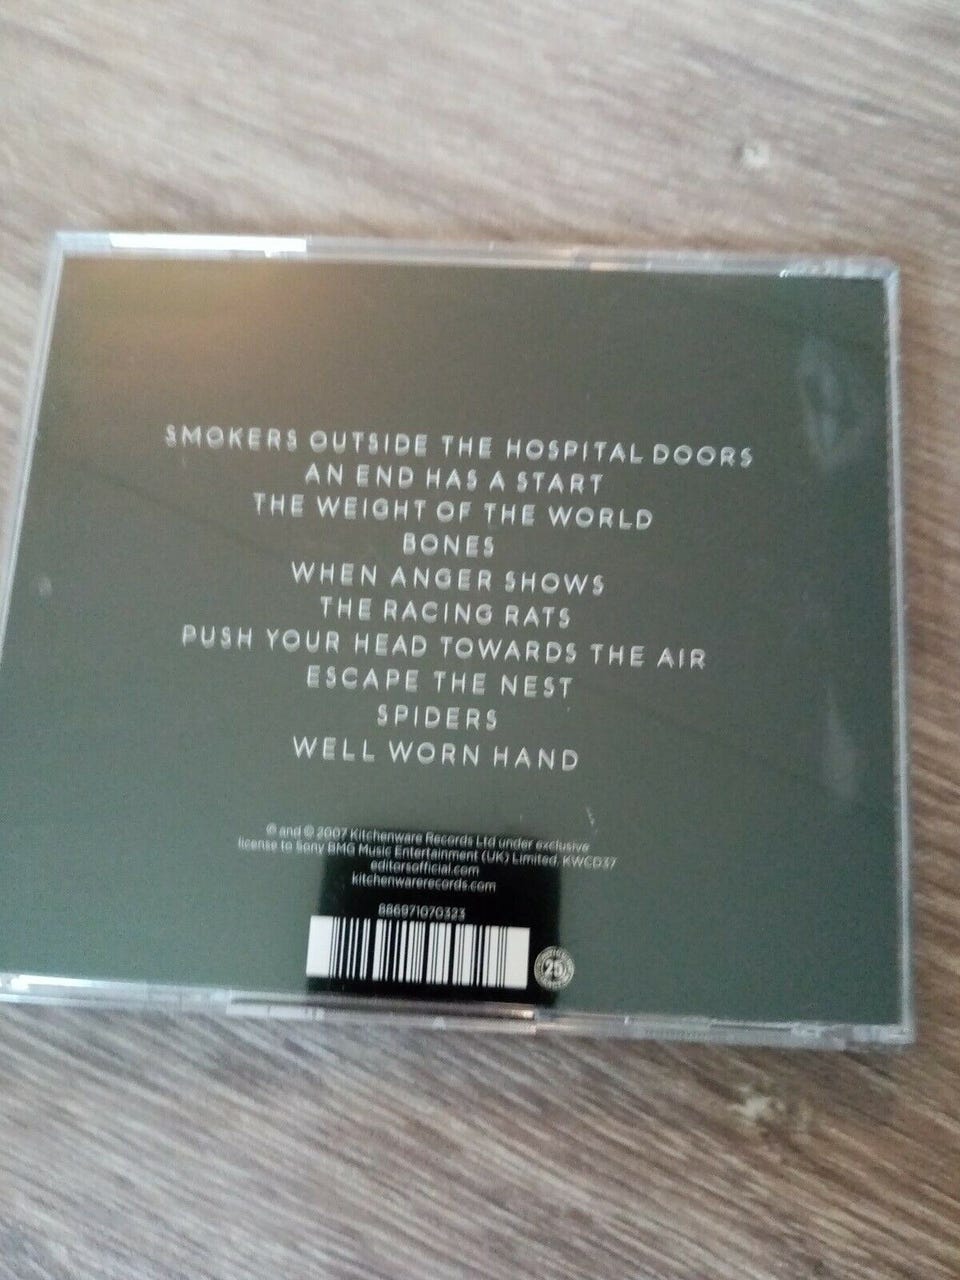 SMOKERS OUTSIDE THE HOSPITAL DOORS
AN END HAS A START
THE WEIGHT OF THE WORLD
BONES
WHEN ANGER SHOWS
THE RACING RATS
PUSH YOUR HEAD TOWARDS THE AIR
ESCAPE THE NEST
SPIDERS
WELL WORN HAND
℗ and © 2007 Kitchenware Records Ltd under exclusive
license to Sony BMG Music Entertainment (UK) Limited. KWCD37
editorsofficial.com
kitchenwarerecords.com
886971070323
25